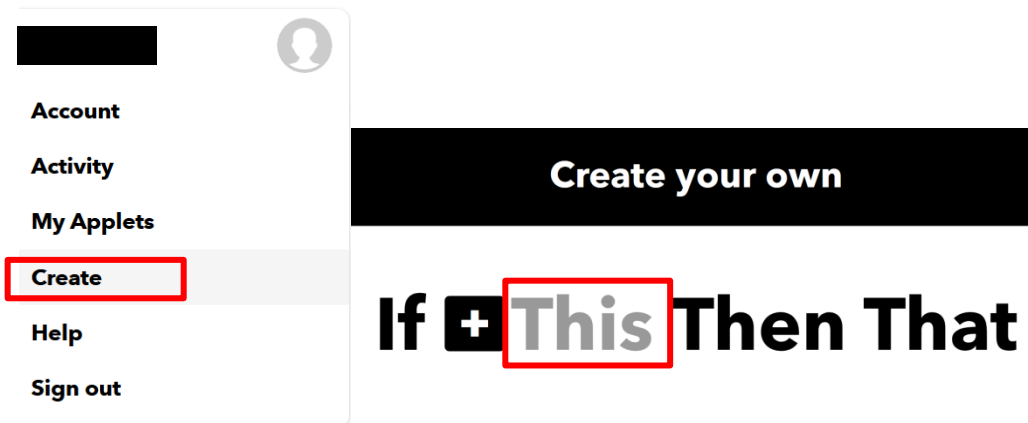 Account
Activity
My Applets
Create
Help
Sign out
Create your own
If + This Then That